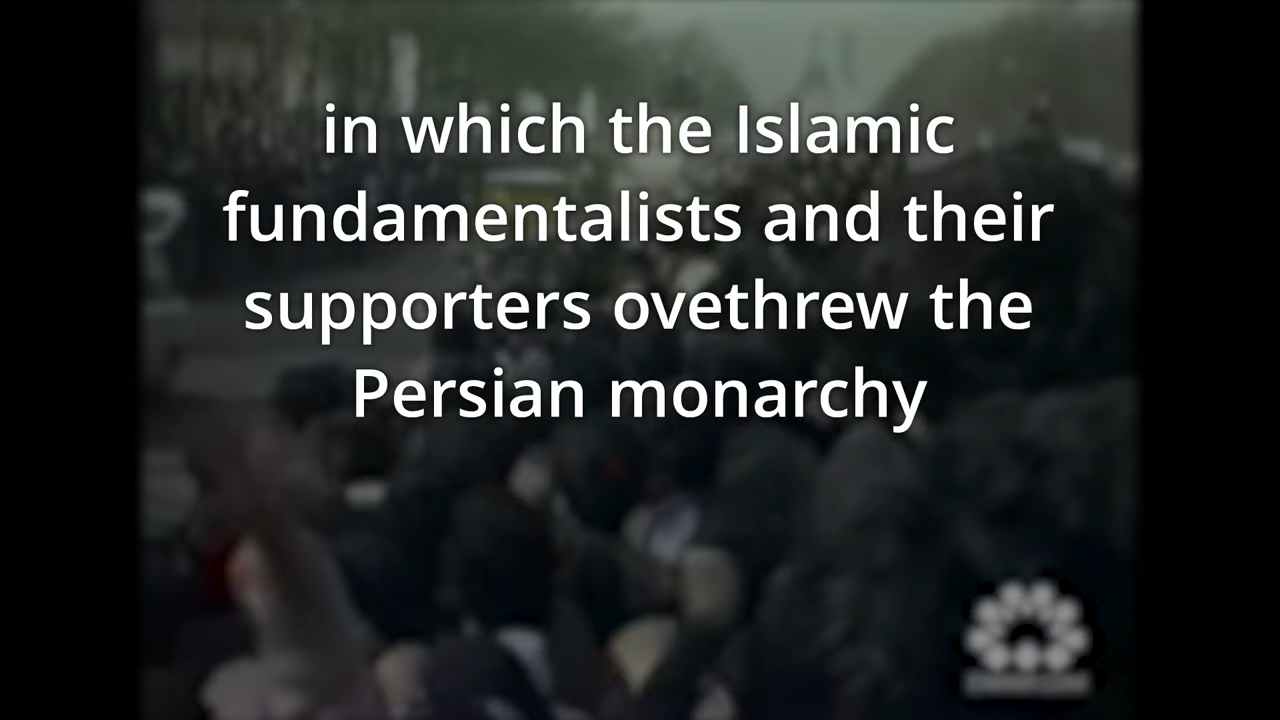 in which the Islamic
fundamentalists and their
supporters ovethrew the
Persian monarchy